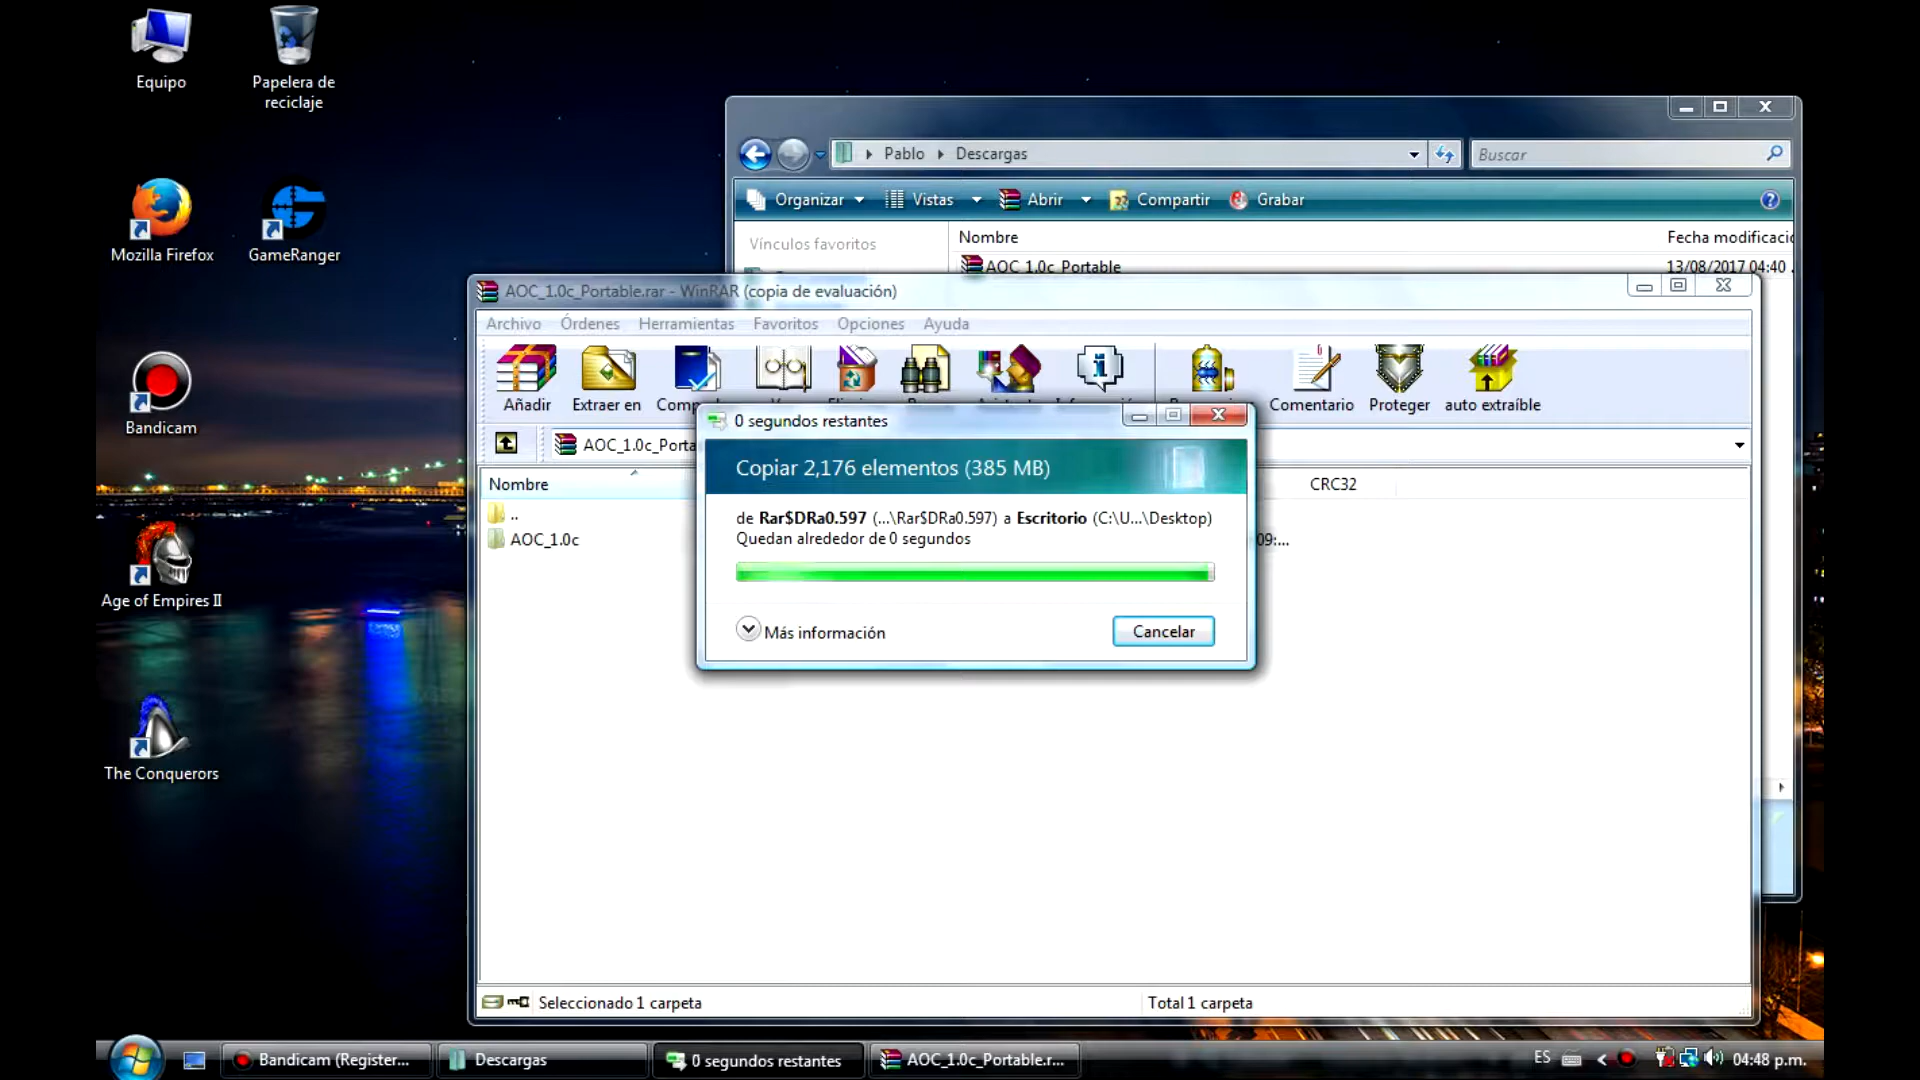 Equipo
Papelera de
reciclaje
Mozilla Firefox
GameRanger
Bandicam
Age of Empires II
The Conquerors
Pablo
Descargas
Buscar
Organizar
Vistas
Abrir
Compartir
Grabar
Vínculos favoritos
Nombre
Fecha modificació
AOC_1.0c_Portable
13/08/2017 04:40
AOC_1.0c_Portable.rar - WinRAR (copia de evaluación)
Archivo
Órdenes
Herramientas
Favoritos
Opciones
Ayuda
Añadir
Extraer en
Comentario
Proteger
auto extraíble
AOC_1.0c_Porta
Nombre
CRC32
..
AOC_1.0c
09:...
0 segundos restantes
Copiar 2,176 elementos (385 MB)
de Rar$DRa0.597 (...\Rar$DRa0.597) a Escritorio (C:\U...\Desktop)
Quedan alrededor de 0 segundos
Más información
Cancelar
Seleccionado 1 carpeta
Total 1 carpeta
Bandicam (Register...
Descargas
0 segundos restantes
AOC_1.0c_Portable.r...
ES
04:48 p.m.